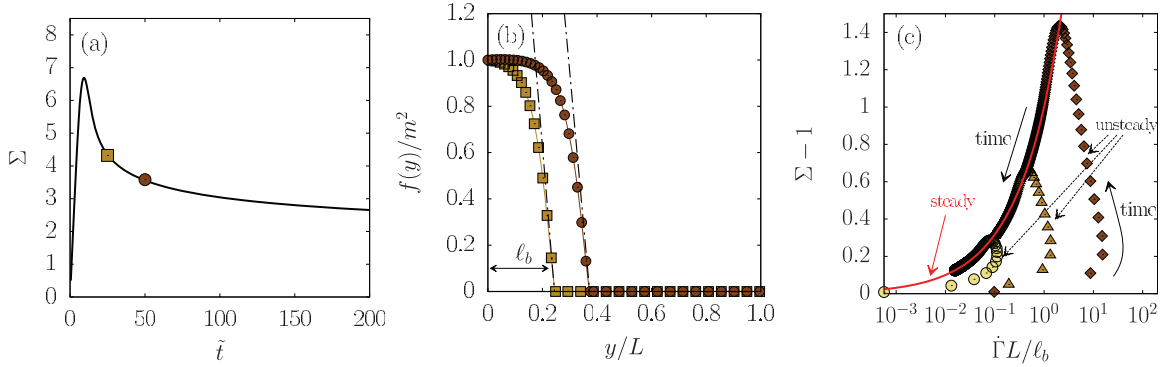 (a)
Σ
8
7
6
5
4
3
2
1
0
0 50 100 150 200
t̃
(b)
f(y)/m²
1.2
1.0
0.8
0.6
0.4
0.2
0.0
ℓ_b
0 0.2 0.4 0.6 0.8 1.0
y/L
(c)
Σ − 1
1.4
1.2
1
0.8
0.6
0.4
0.2
0
time
unsteady
steady
time
10⁻³ 10⁻² 10⁻¹ 10⁰ 10¹ 10²
Γ̇L/ℓ_b